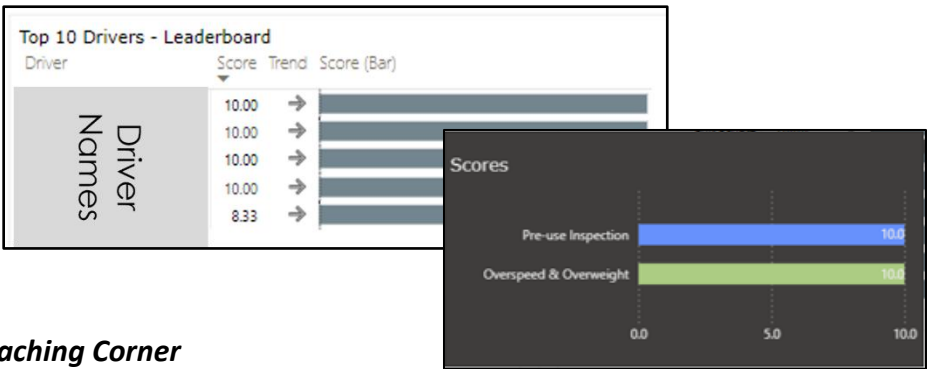 Top 10 Drivers - Leaderboard
Driver Score Trend Score (Bar)
Driver
Names
10.00
10.00
10.00
10.00
8.33
Scores
Pre-use Inspection 10.0
Overspeed & Overweight 10.0
0.0 5.0 10.0
aching Corner